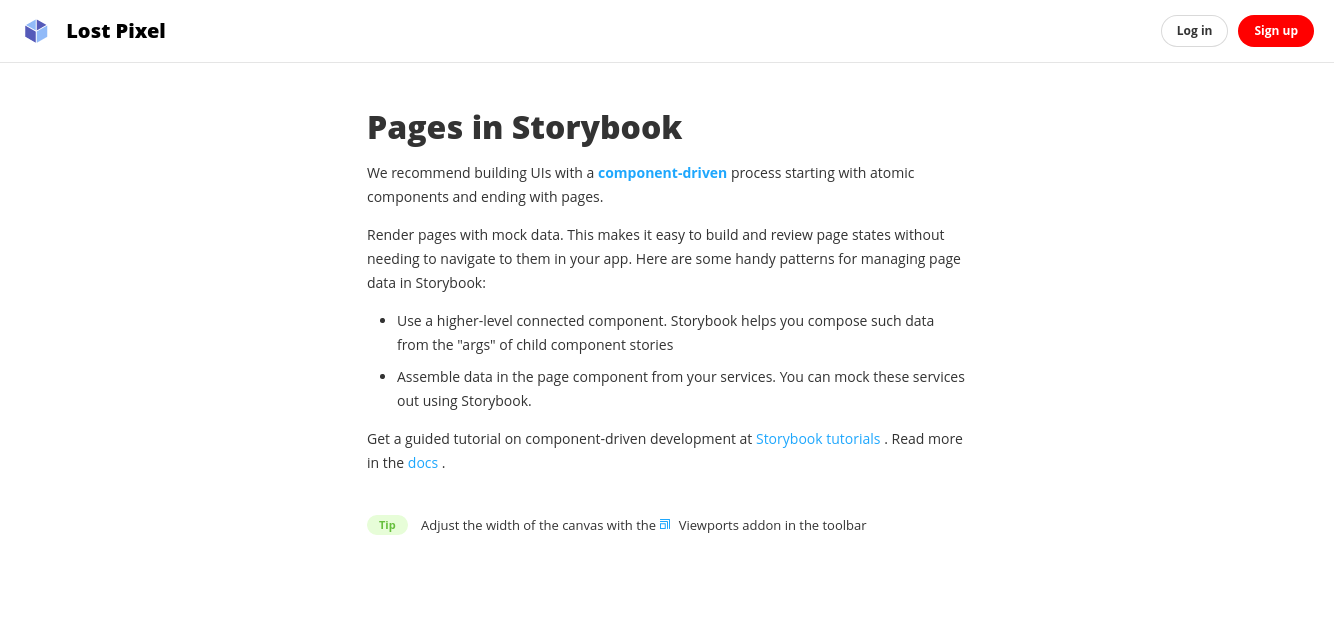 Lost Pixel
Log in
Sign up
Pages in Storybook
We recommend building UIs with a component-driven process starting with atomic
components and ending with pages.
Render pages with mock data. This makes it easy to build and review page states without
needing to navigate to them in your app. Here are some handy patterns for managing page
data in Storybook:
Use a higher-level connected component. Storybook helps you compose such data
from the "args" of child component stories
Assemble data in the page component from your services. You can mock these services
out using Storybook.
Get a guided tutorial on component-driven development at Storybook tutorials . Read more
in the docs .
Tip Adjust the width of the canvas with the Viewports addon in the toolbar